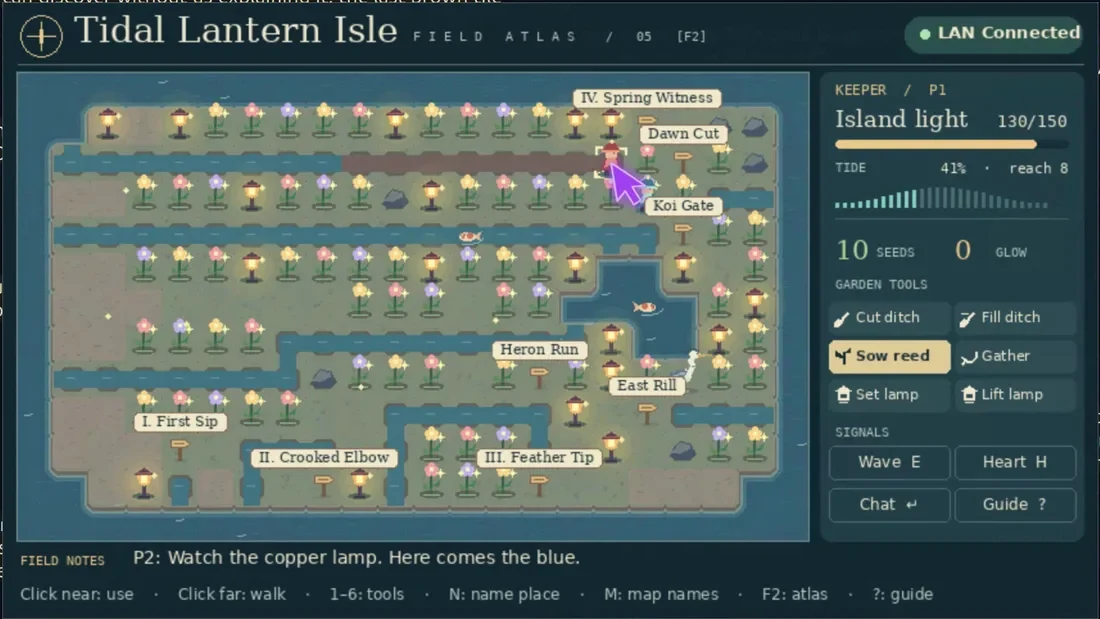 Tidal Lantern Isle FIELD ATLAS / 05 [F2]
LAN Connected
IV. Spring Witness
Dawn Cut
Koi Gate
Heron Run
East Rill
I. First Sip
II. Crooked Elbow
III. Feather Tip
KEEPER / P1
Island light 130/150
TIDE 41% · reach 8
10 SEEDS 0 GLOW
GARDEN TOOLS
Cut ditch
Fill ditch
Sow reed
Gather
Set lamp
Lift lamp
SIGNALS
Wave E
Heart H
Chat ↵
Guide ?
FIELD NOTES P2: Watch the copper lamp. Here comes the blue.
Click near: use · Click far: walk · 1–6: tools · N: name place · M: map names · F2: atlas · ?: guide